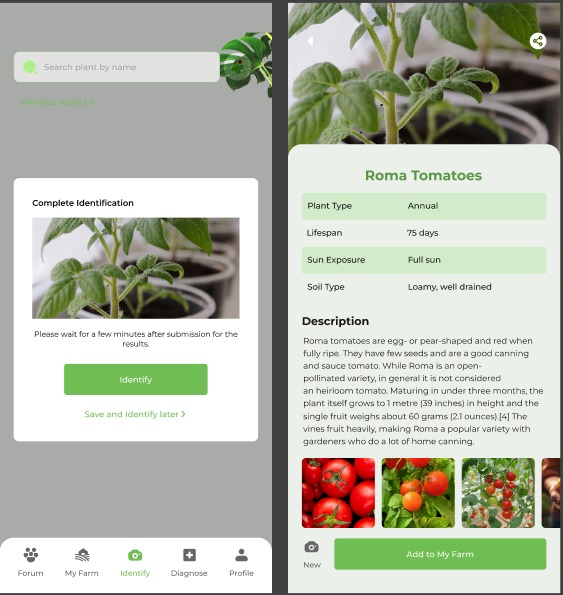 Search plant by name
Previous results
Complete Identification
Please wait for a few minutes after submission for the
results.
Identify
Save and Identify later
Forum
My Farm
Identify
Diagnose
Profile
Roma Tomatoes
Plant Type Annual
Lifespan 75 days
Sun Exposure Full sun
Soil Type Loamy, well drained
Description
Roma tomatoes are egg- or pear-shaped and red when
fully ripe. They have few seeds and are a good canning
and sauce tomato. While Roma is an open-
pollinated variety, in general it is not considered
an heirloom tomato. Maturing in under three months, the
plant itself grows to 1 metre (39 inches) in height and the
single fruit weighs about 60 grams (2.1 ounces).[4] The
vines fruit heavily, making Roma a popular variety with
gardeners who do a lot of home canning.
New
Add to My Farm